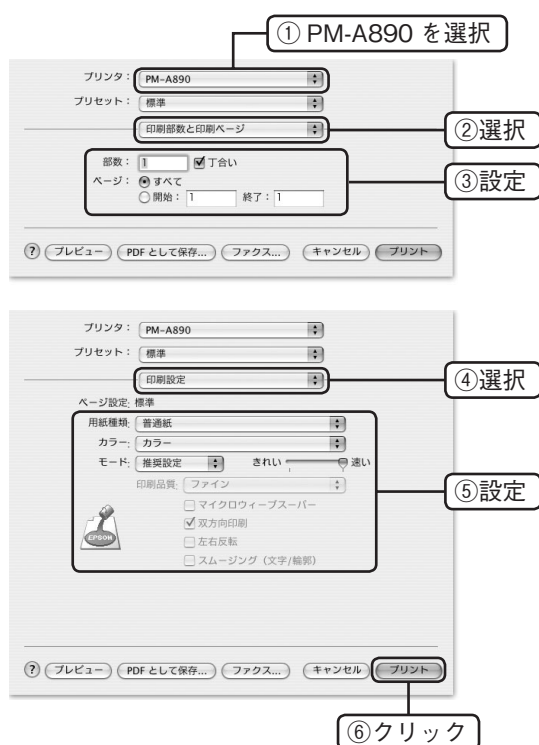 ① PM-A890 を選択
プリンタ： PM-A890
プリセット： 標準
印刷部数と印刷ページ
②選択
部数： 1 丁合い
ページ： すべて
開始： 1 終了： 1
③設定
? プレビュー PDF として保存... ファクス... キャンセル プリント
プリンタ： PM-A890
プリセット： 標準
印刷設定
④選択
ページ設定: 標準
用紙種類: 普通紙
カラー: カラー
モード: 推奨設定 きれい 速い
印刷品質: ファイン
⑤設定
マイクロウィーブスーパー
双方向印刷
左右反転
スムージング（文字/輪郭）
EPSON
? プレビュー PDF として保存... ファクス... キャンセル プリント
⑥クリック